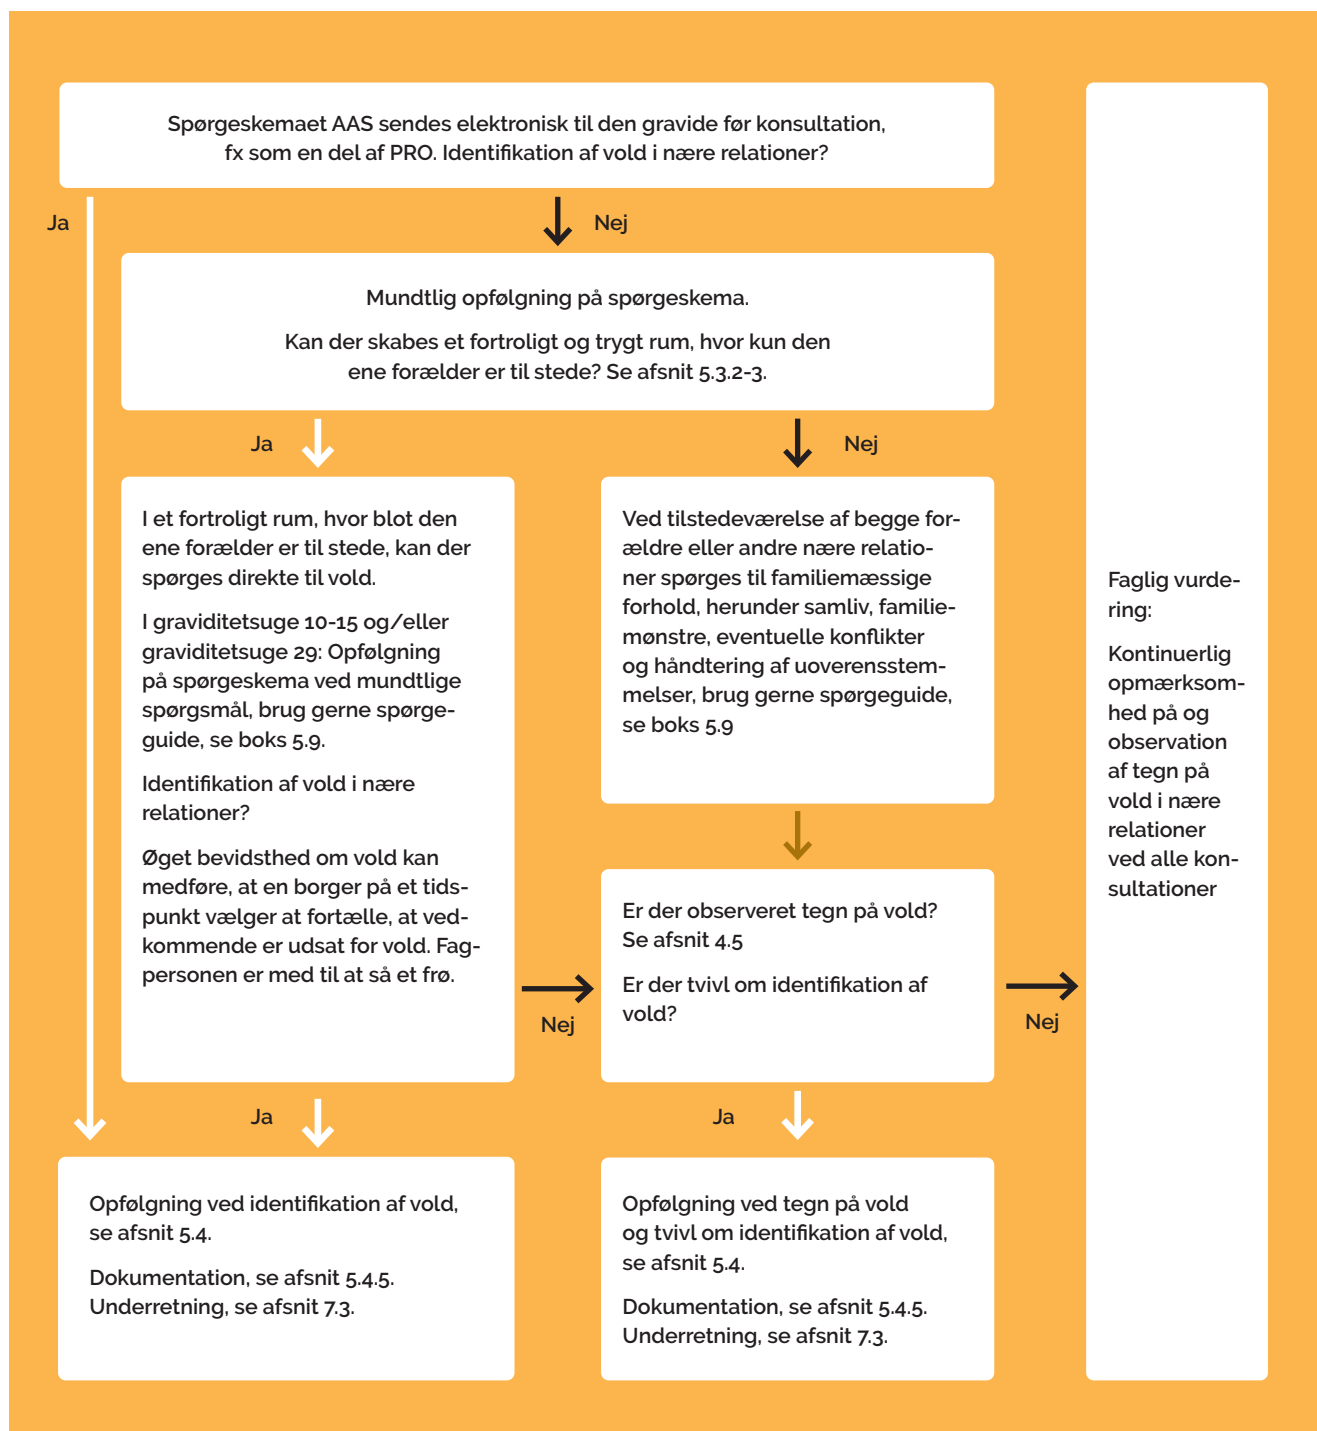 Spørgeskemaet AAS sendes elektronisk til den gravide før konsultation,
fx som en del af PRO. Identifikation af vold i nære relationer?
Ja
Nej
Mundtlig opfølgning på spørgeskema.
Kan der skabes et fortroligt og trygt rum, hvor kun den
ene forælder er til stede? Se afsnit 5.3.2-3.
Ja
Nej
I et fortroligt rum, hvor blot den
ene forælder er til stede, kan der
spørges direkte til vold.
I graviditetsuge 10-15 og/eller
graviditetsuge 29: Opfølgning
på spørgeskema ved mundtlige
spørgsmål, brug gerne spørge-
guide, se boks 5.9.
Identifikation af vold i nære
relationer?
Øget bevidsthed om vold kan
medføre, at en borger på et tids-
punkt vælger at fortælle, at ved-
kommende er udsat for vold. Fag-
personen er med til at så et frø.
Ved tilstedeværelse af begge for-
ældre eller andre nære relatio-
ner spørges til familiemæssige
forhold, herunder samliv, familie-
mønstre, eventuelle konflikter
og håndtering af uoverensstem-
melser, brug gerne spørgeguide,
se boks 5.9
Nej
Er der observeret tegn på vold?
Se afsnit 4.5
Er der tvivl om identifikation af
vold?
Nej
Faglig vurde-
ring:
Kontinuerlig
opmærksom-
hed på og
observation
af tegn på
vold i nære
relationer
ved alle kon-
sultationer
Ja
Ja
Opfølgning ved identifikation af vold,
se afsnit 5.4.
Dokumentation, se afsnit 5.4.5.
Underretning, se afsnit 7.3.
Opfølgning ved tegn på vold
og tvivl om identifikation af vold,
se afsnit 5.4.
Dokumentation, se afsnit 5.4.5.
Underretning, se afsnit 7.3.